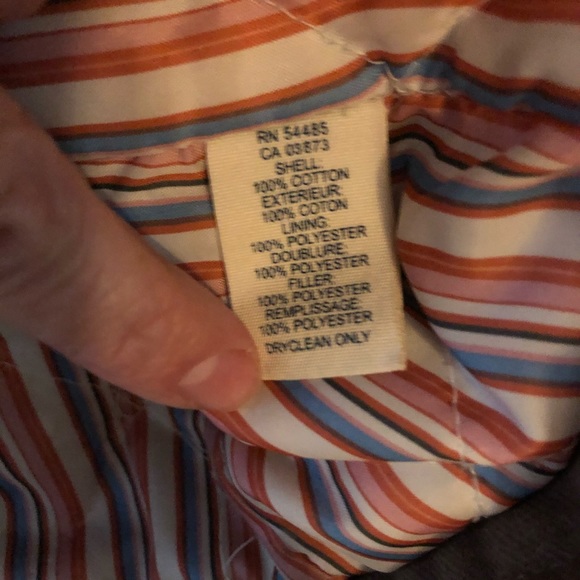 RN 54485
CA 03873
SHELL:
100% COTTON
EXTERIEUR:
100% COTON
LINING:
100% POLYESTER
DOUBLURE:
100% POLYESTER
FILLER:
100% POLYESTER
REMPLISSAGE:
100% POLYESTER
DRYCLEAN ONLY